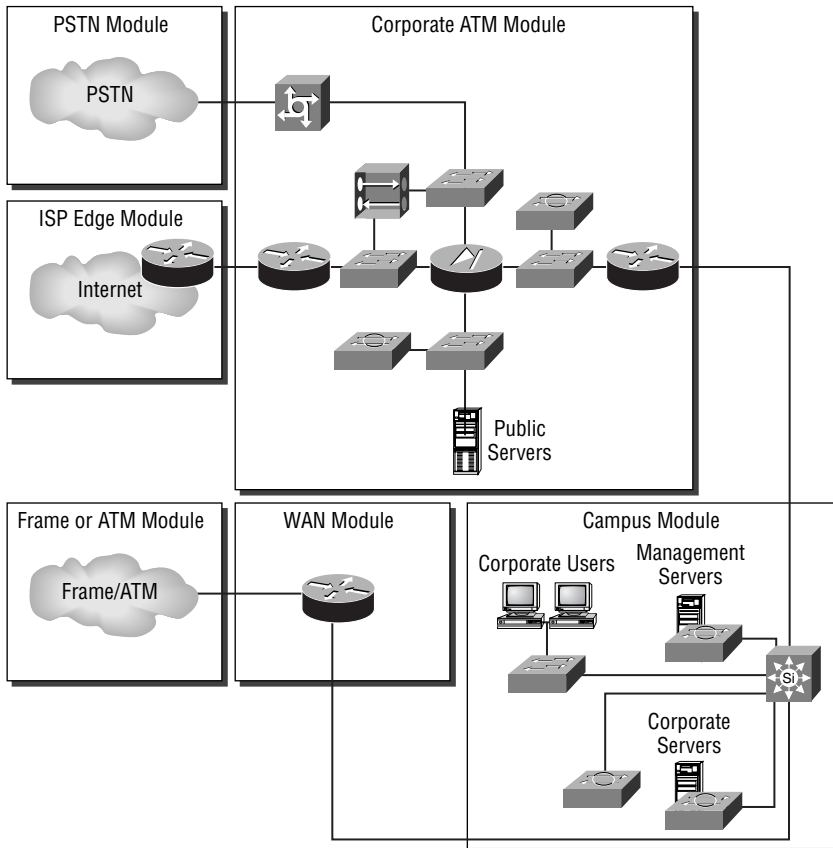 PSTN Module
PSTN
Corporate ATM Module
ISP Edge Module
Internet
Public
Servers
Frame or ATM Module
Frame/ATM
WAN Module
Campus Module
Corporate Users
Management
Servers
Si
Corporate
Servers